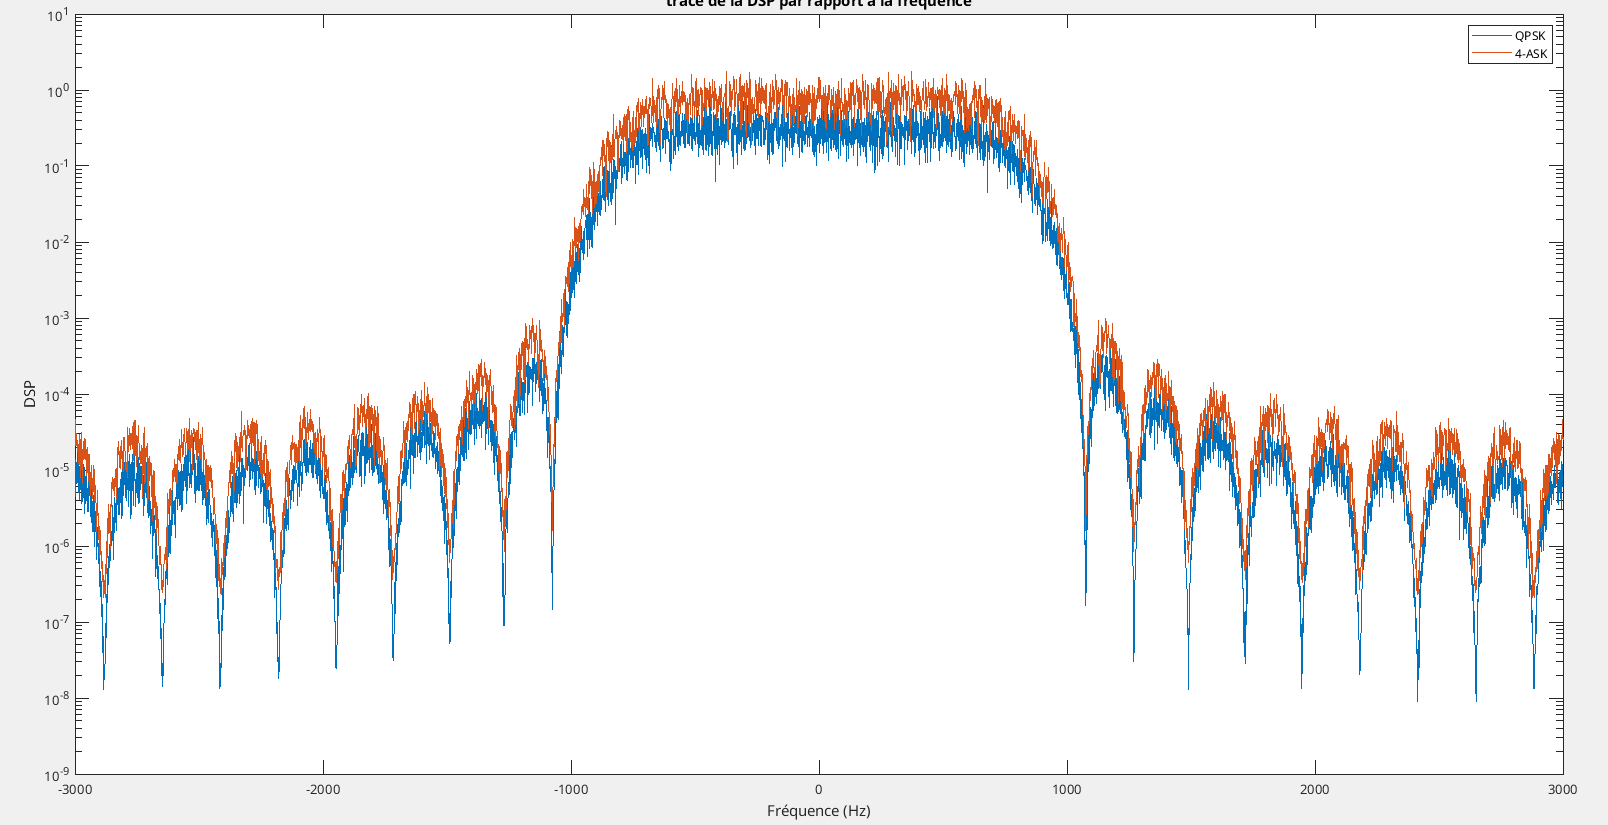 tracé de la DSP par rapport à la fréquence
10^1
QPSK
4-ASK
10^0
10^-1
10^-2
10^-3
10^-4
DSP
10^-5
10^-6
10^-7
10^-8
10^-9
-3000 -2000 -1000 0 1000 2000 3000
Fréquence (Hz)